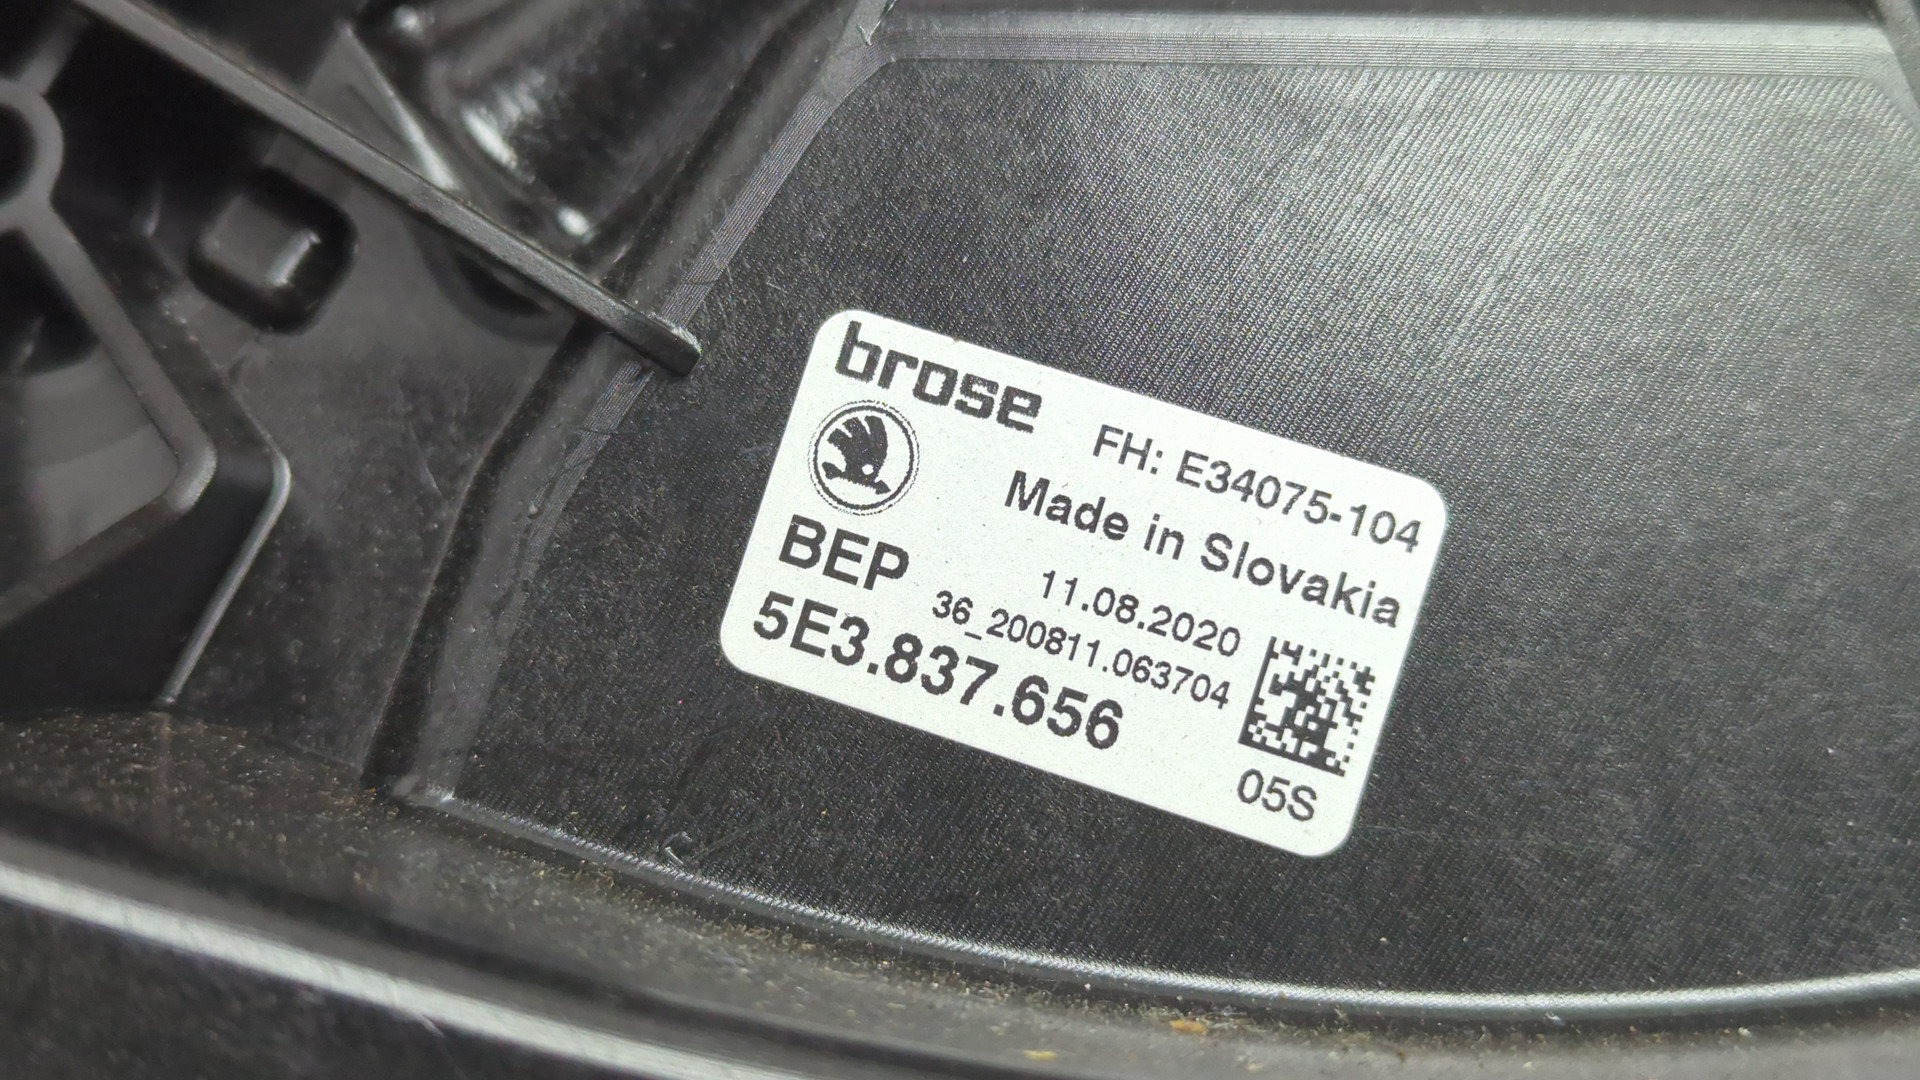 brose
FH: E34075-104
Made in Slovakia
BEP
11.08.2020
36_200811.063704
5E3.837.656
05S